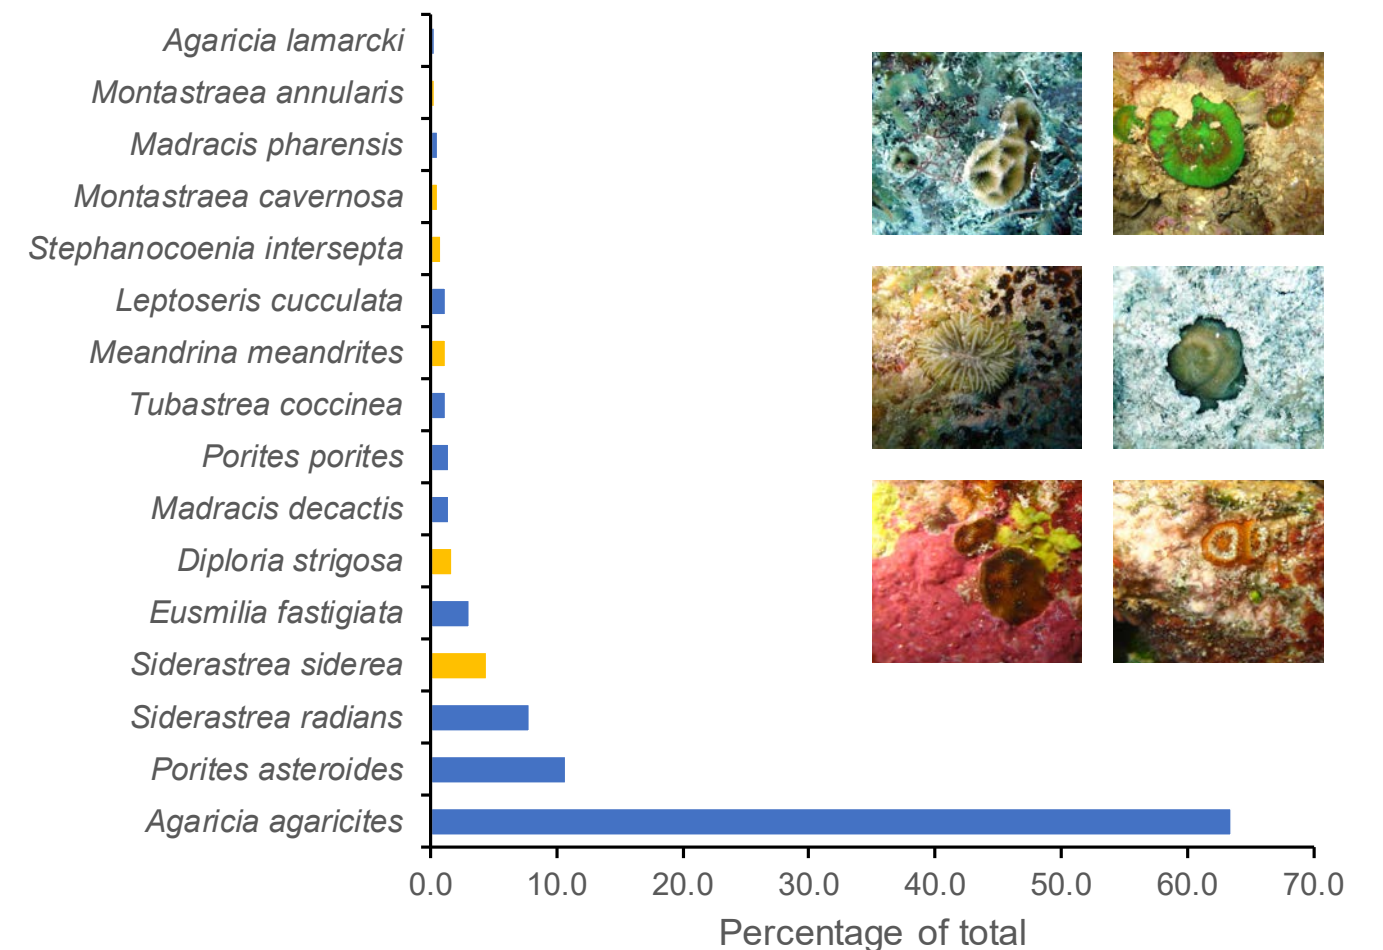 Agaricia lamarcki
Montastraea annularis
Madracis pharensis
Montastraea cavernosa
Stephanocoenia intersepta
Leptoseris cucculata
Meandrina meandrites
Tubastrea coccinea
Porites porites
Madracis decactis
Diploria strigosa
Eusmilia fastigiata
Siderastrea siderea
Siderastrea radians
Porites asteroides
Agaricia agaricites
0.0 10.0 20.0 30.0 40.0 50.0 60.0 70.0
Percentage of total